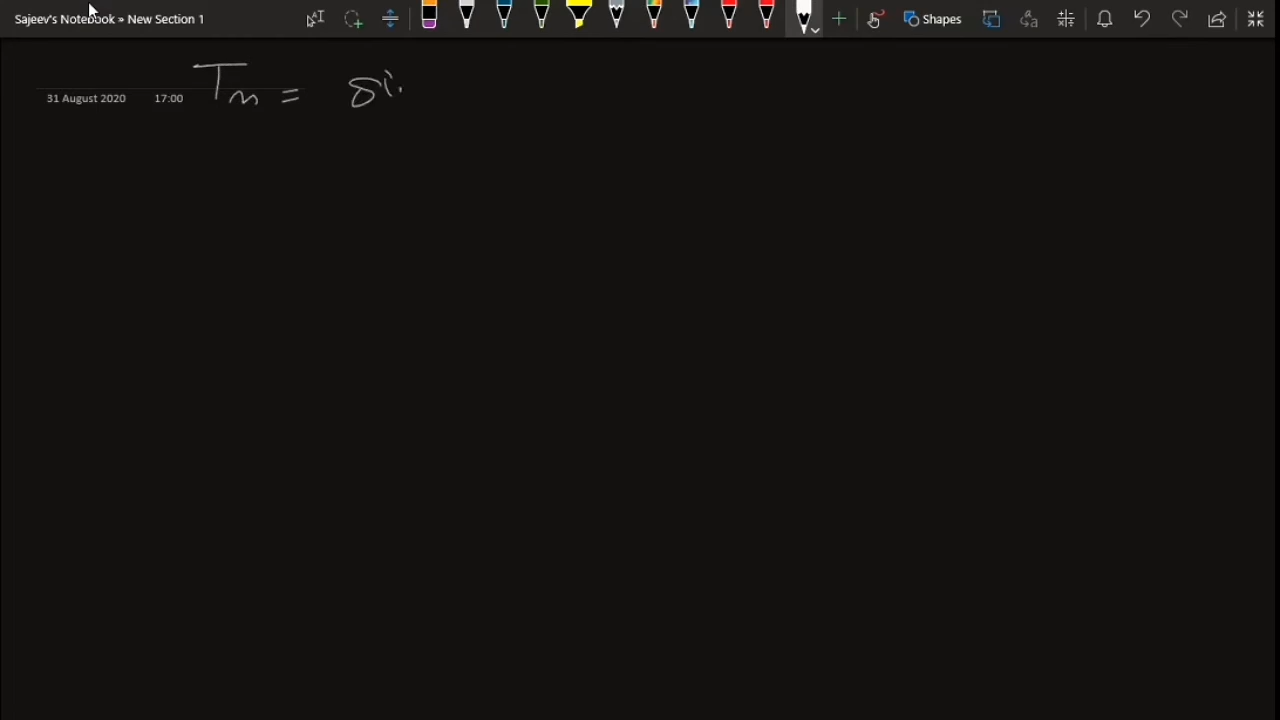 Sajeev's Notebook » New Section 1
Shapes
31 August 2020 17:00
Tm =